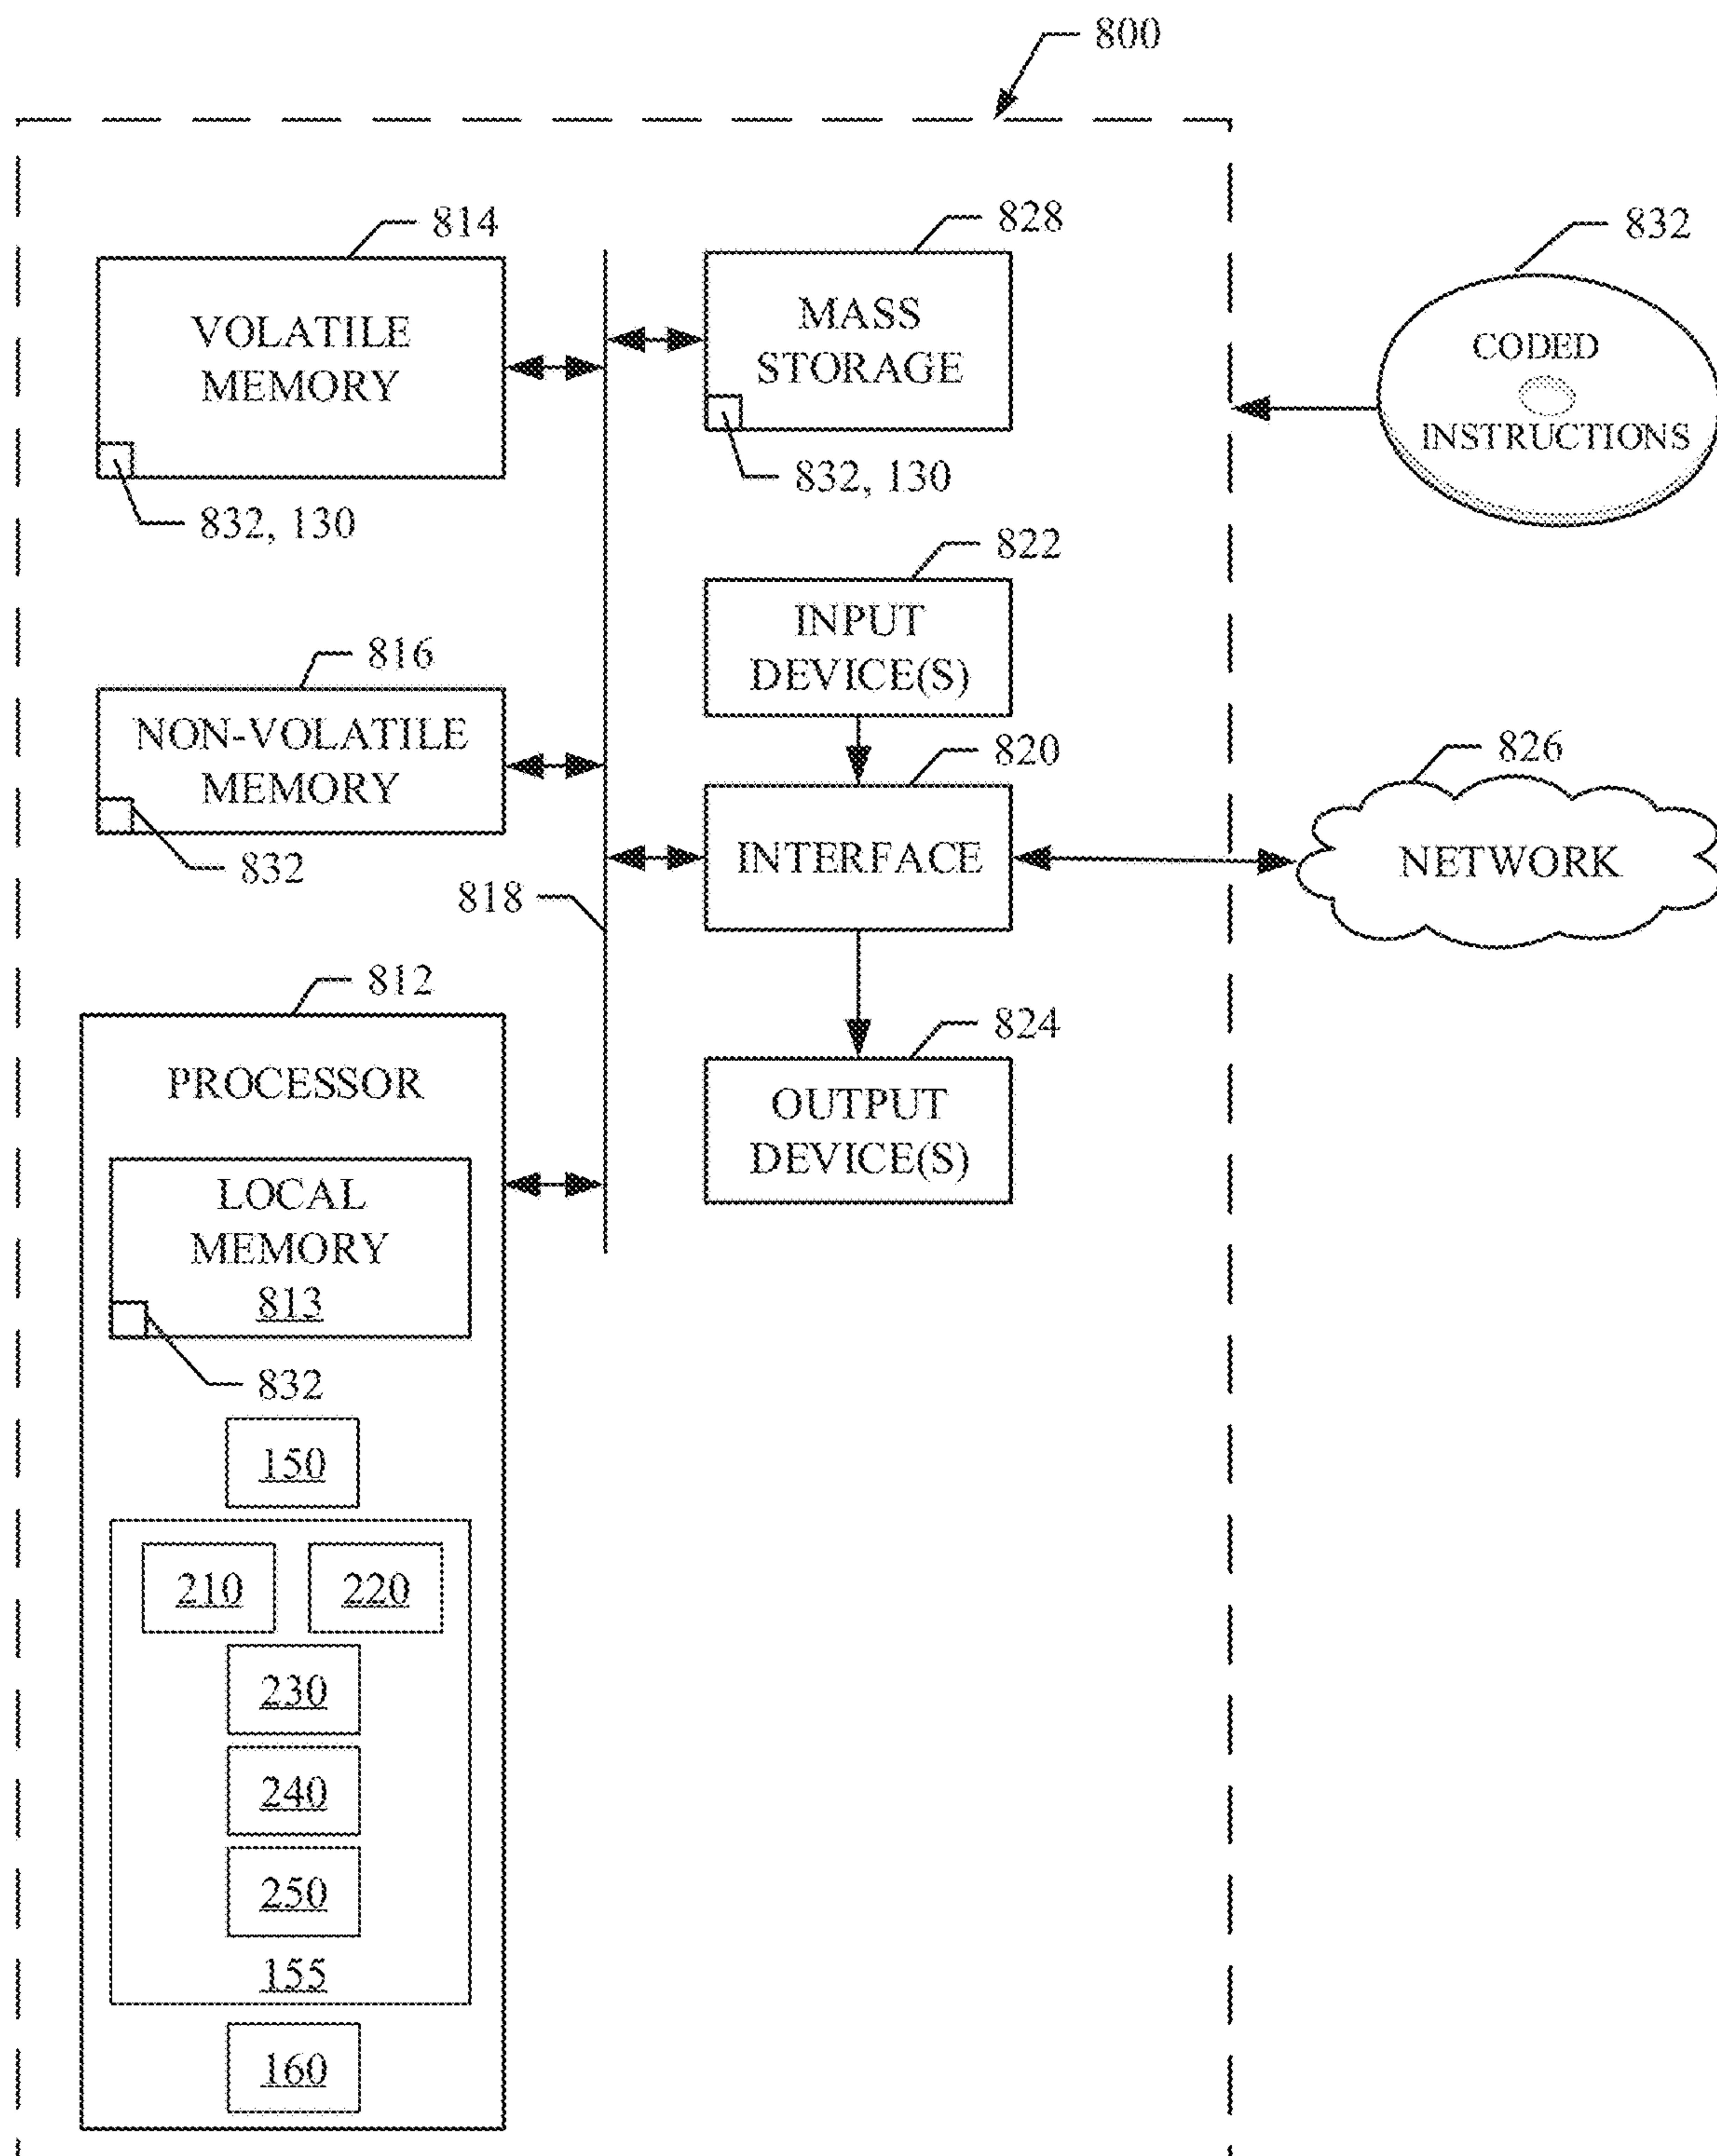 800
814
VOLATILE
MEMORY
832, 130
828
MASS
STORAGE
832, 130
832
CODED
INSTRUCTIONS
822
INPUT
DEVICE(S)
816
NON-VOLATILE
MEMORY
832
820
INTERFACE
826
NETWORK
818
812
PROCESSOR
824
OUTPUT
DEVICE(S)
LOCAL
MEMORY
813
832
150
210 220
230
240
250
155
160